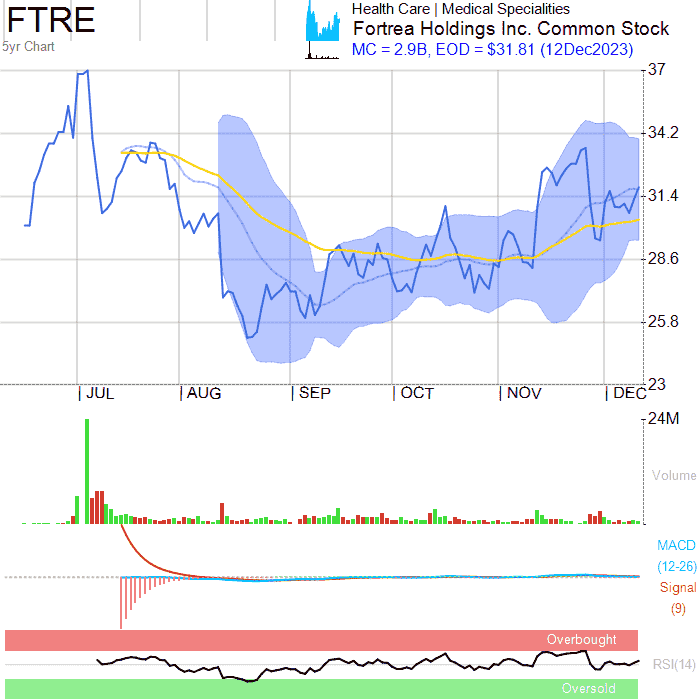 FTRE
5yr Chart
Health Care | Medical Specialities
Fortrea Holdings Inc. Common Stock
MC = 2.9B, EOD = $31.81 (12Dec2023)
37
34.2
31.4
28.6
25.8
23
JUL AUG SEP OCT NOV DEC
24M
Volume
MACD
(12-26)
Signal
(9)
Overbought
RSI(14)
Oversold